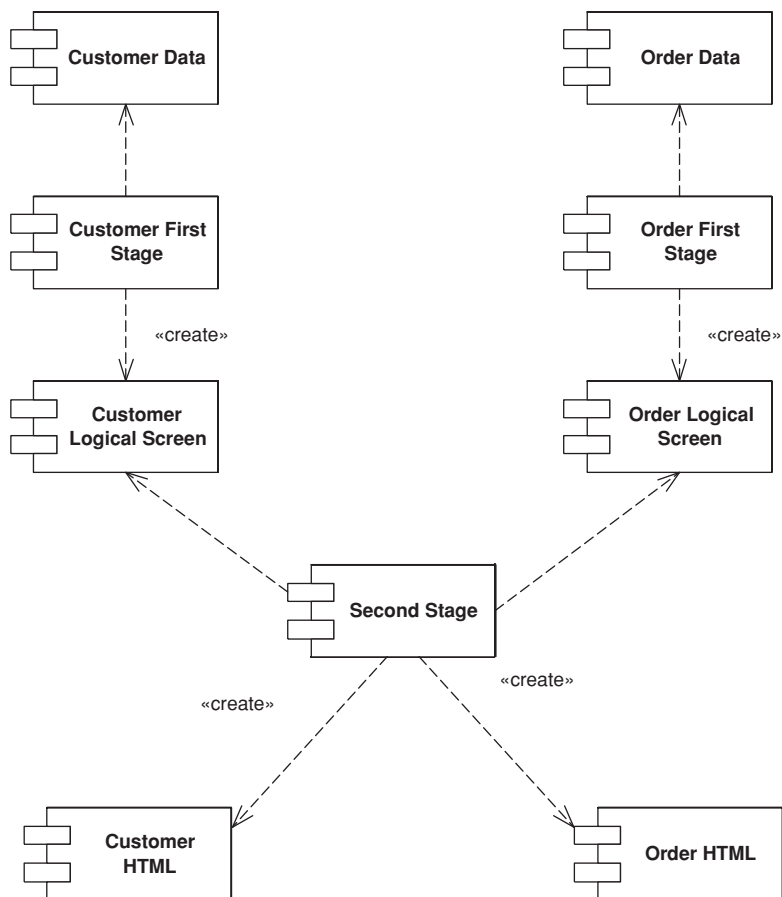 Customer Data
Order Data
Customer First
Stage
Order First
Stage
«create»
«create»
Customer
Logical Screen
Order Logical
Screen
Second Stage
«create»
«create»
Customer
HTML
Order HTML